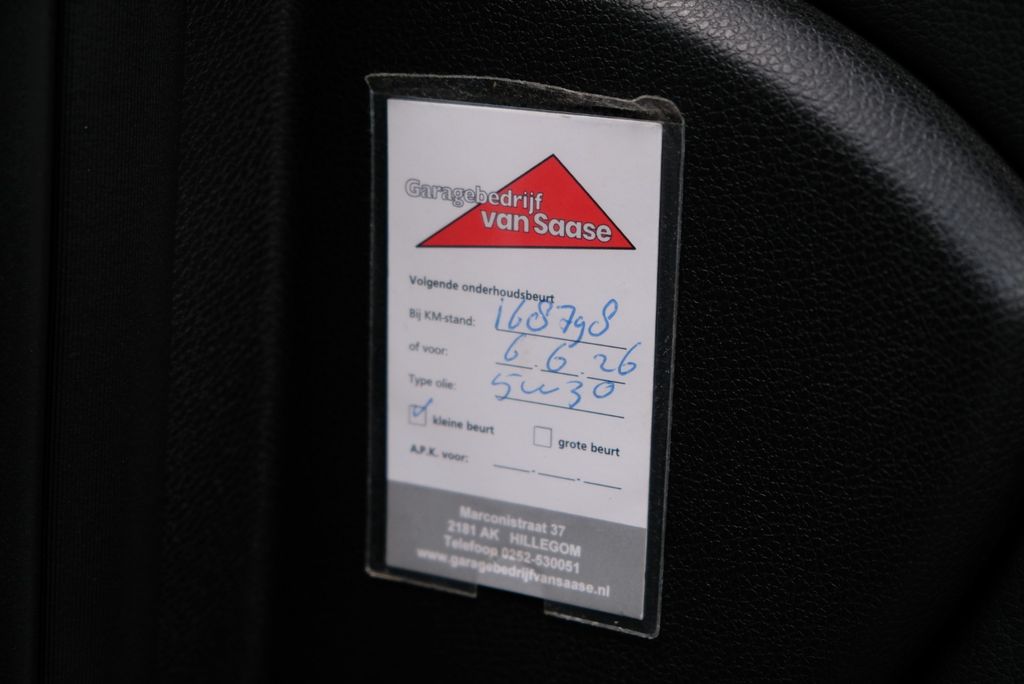 Garagebedrijf
van Saase
Volgende onderhoudsbeurt
Bij KM-stand: 168798
of voor: 6.6.26
Type olie: 5w30
kleine beurt grote beurt
A.P.K. voor:
Marconistraat 37
2181 AK HILLEGOM
Telefoon 0252-530051
www.garagebedrijfvansaase.nl